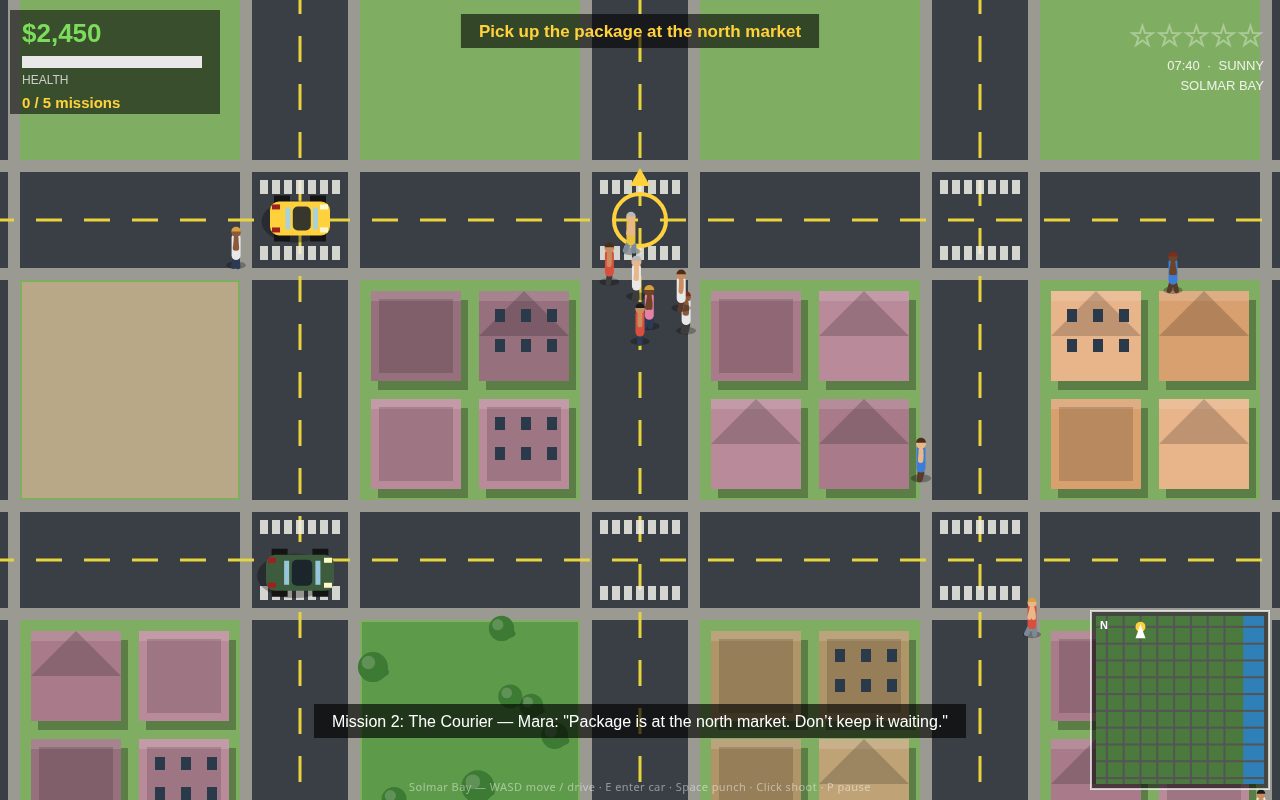 $2,450
HEALTH
0 / 5 missions
Pick up the package at the north market
07:40 · SUNNY
SOLMAR BAY
N
Mission 2: The Courier — Mara: "Package is at the north market. Don't keep it waiting."
Solmar Bay — WASD move / drive · E enter car · Space punch · Click shoot · P pause